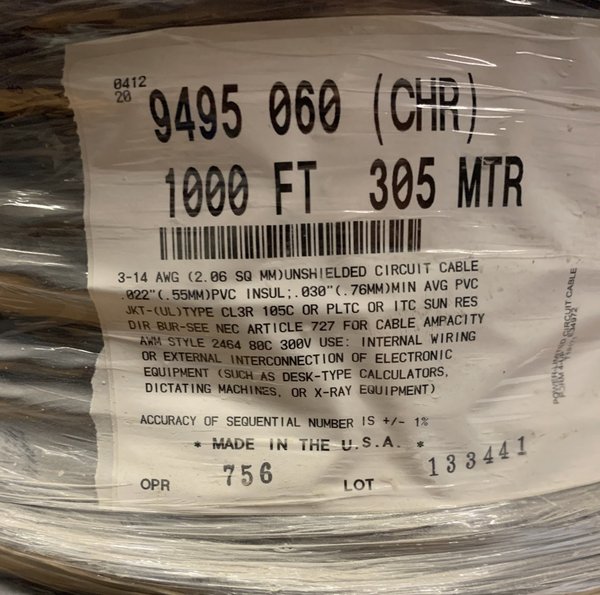 0412
20
9495 060 (CHR)
1000 FT 305 MTR
3-14 AWG (2.06 SQ MM)UNSHIELDED CIRCUIT CABLE
.022"(.55MM)PVC INSUL;.030"(.76MM)MIN AVG PVC
JKT-(UL)TYPE CL3R 105C OR PLTC OR ITC SUN RES
DIR BUR-SEE NEC ARTICLE 727 FOR CABLE AMPACITY
AWM STYLE 2464 80C 300V USE: INTERNAL WIRING
OR EXTERNAL INTERCONNECTION OF ELECTRONIC
EQUIPMENT (SUCH AS DESK-TYPE CALCULATORS,
DICTATING MACHINES, OR X-RAY EQUIPMENT)
ACCURACY OF SEQUENTIAL NUMBER IS +/- 1%
* MADE IN THE U.S.A. *
OPR 756 LOT 133441
CIRCUIT CABLE